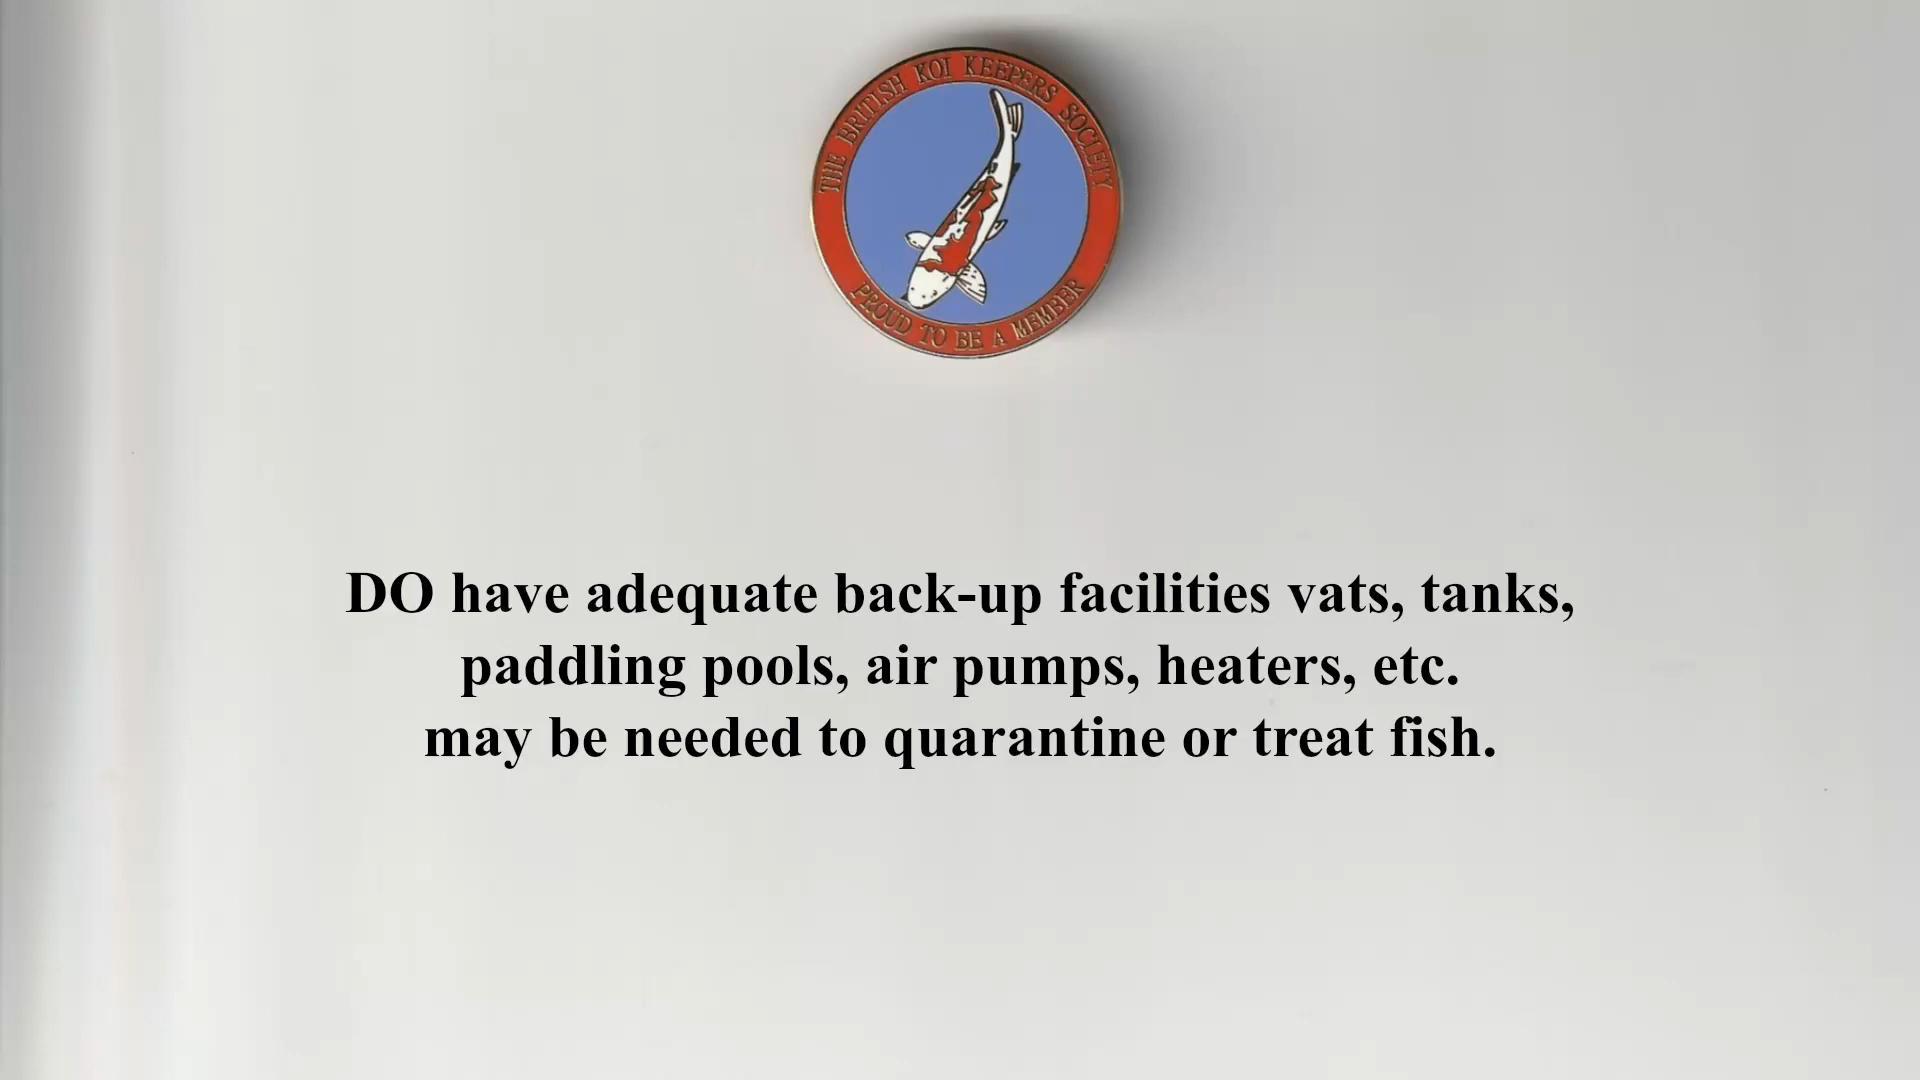 THE BRITISH KOI KEEPERS SOCIETY
PROUD TO BE A MEMBER
DO have adequate back-up facilities vats, tanks,
paddling pools, air pumps, heaters, etc.
may be needed to quarantine or treat fish.